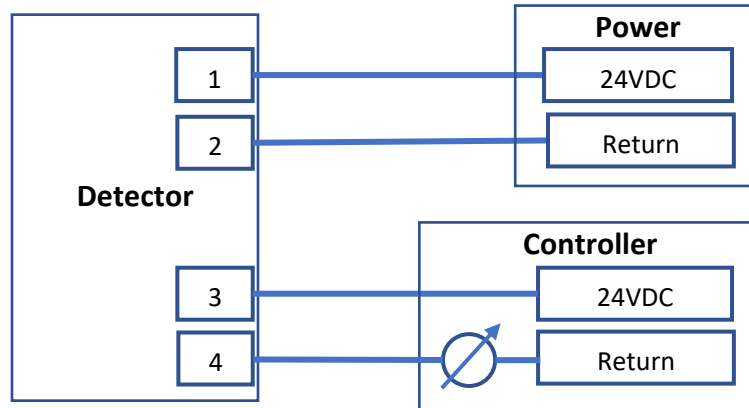 Power
1
24VDC
2
Return
Detector
Controller
3
24VDC
4
Return